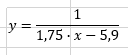 y = 1 / (1,75 · x − 5,9)